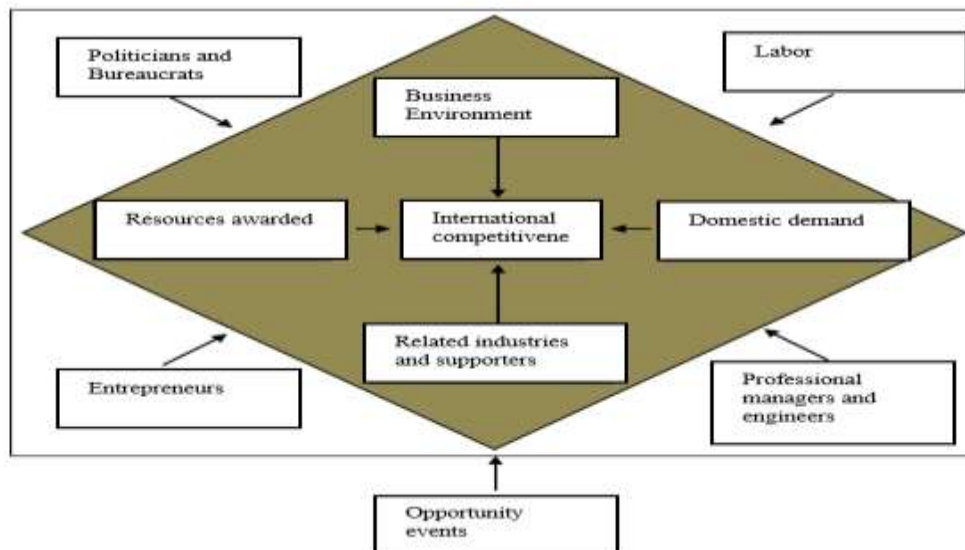 Politicians and
Bureaucrats
Labor
Business
Environment
Resources awarded
International
competitivene
Domestic demand
Related industries
and supporters
Entrepreneurs
Professional
managers and
engineers
Opportunity
events